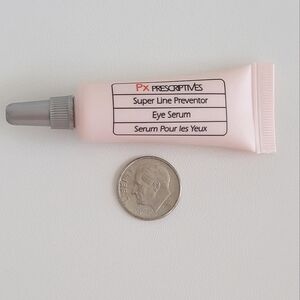 Px PRESCRIPTIVES
Super Line Preventor
Eye Serum
Serum Pour les Yeux